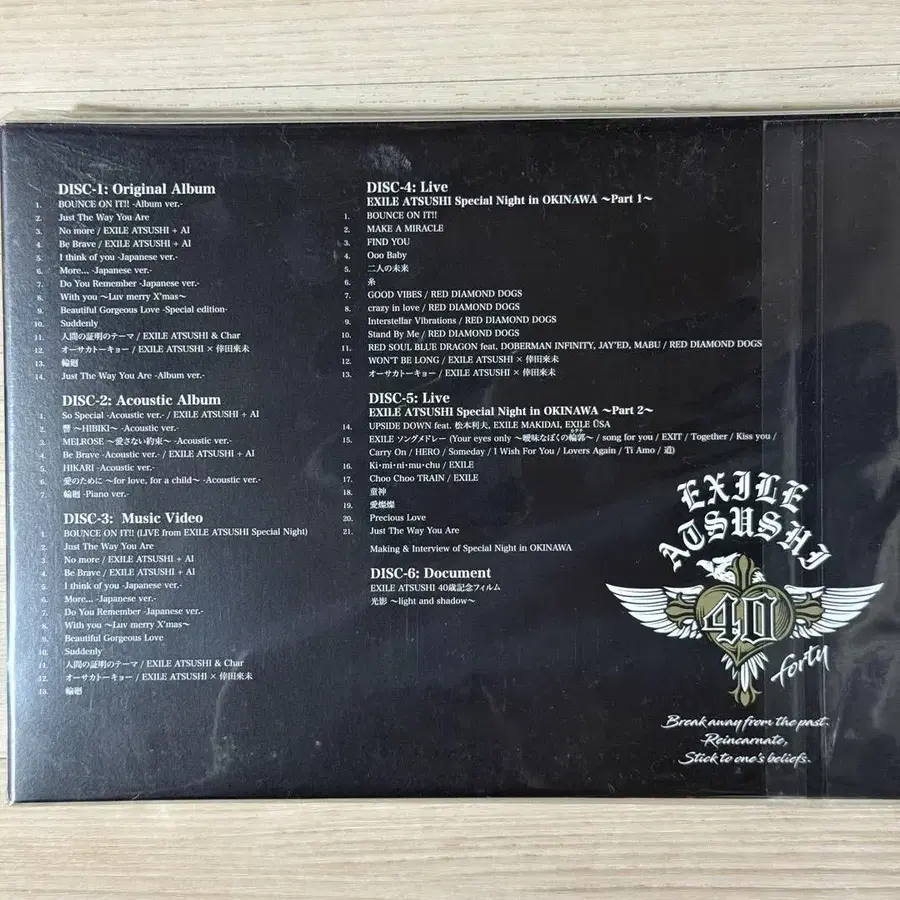 DISC-1: Original Album
1. BOUNCE ON IT!! -Album ver.-
2. Just The Way You Are
3. No more / EXILE ATSUSHI + AI
4. Be Brave / EXILE ATSUSHI + AI
5. I think of you -Japanese ver.-
6. More... -Japanese ver.-
7. Do You Remember -Japanese ver.-
8. With you ～Luv merry X'mas～
9. Beautiful Gorgeous Love -Special edition-
10. Suddenly
11. 人間の証明のテーマ / EXILE ATSUSHI & Char
12. オーサカトーキョー / EXILE ATSUSHI × 倖田來未
13. 輪廻
14. Just The Way You Are -Album ver.-
DISC-2: Acoustic Album
1. So Special -Acoustic ver.- / EXILE ATSUSHI + AI
2. 響 ～HIBIKI～ -Acoustic ver.-
3. MELROSE ～愛さない約束～ -Acoustic ver.-
4. Be Brave -Acoustic ver.- / EXILE ATSUSHI + AI
5. HIKARI -Acoustic ver.-
6. 愛のために ～for love, for a child～ -Acoustic ver.-
7. 輪廻 -Piano ver.-
DISC-3: Music Video
1. BOUNCE ON IT!! (LIVE from EXILE ATSUSHI Special Night)
2. Just The Way You Are
3. No more / EXILE ATSUSHI + AI
4. Be Brave / EXILE ATSUSHI + AI
5. I think of you -Japanese ver.-
6. More... -Japanese ver.-
7. Do You Remember -Japanese ver.-
8. With you ～Luv merry X'mas～
9. Beautiful Gorgeous Love
10. Suddenly
11. 人間の証明のテーマ / EXILE ATSUSHI & Char
12. オーサカトーキョー / EXILE ATSUSHI × 倖田來未
13. 輪廻
DISC-4: Live
EXILE ATSUSHI Special Night in OKINAWA ～Part 1～
1. BOUNCE ON IT!!
2. MAKE A MIRACLE
3. FIND YOU
4. Ooo Baby
5. 二人の未来
6. 糸
7. GOOD VIBES / RED DIAMOND DOGS
8. crazy in love / RED DIAMOND DOGS
9. Interstellar Vibrations / RED DIAMOND DOGS
10. Stand By Me / RED DIAMOND DOGS
11. RED SOUL BLUE DRAGON feat. DOBERMAN INFINITY, JAY'ED, MABU / RED DIAMOND DOGS
12. WON'T BE LONG / EXILE ATSUSHI × 倖田來未
13. オーサカトーキョー / EXILE ATSUSHI × 倖田來未
DISC-5: Live
EXILE ATSUSHI Special Night in OKINAWA ～Part 2～
14. UPSIDE DOWN feat. 松本利夫, EXILE MAKIDAI, EXILE ÜSA
カタチ
15. EXILE ソングメドレー (Your eyes only ～曖昧なぼくの輪郭～ / song for you / EXIT / Together / Kiss you /
Carry On / HERO / Someday / I Wish For You / Lovers Again / Ti Amo / 道)
16. Ki・mi・ni・mu・chu / EXILE
17. Choo Choo TRAIN / EXILE
18. 童神
19. 愛燦燦
20. Precious Love
21. Just The Way You Are
Making & Interview of Special Night in OKINAWA
DISC-6: Document
EXILE ATSUSHI 40歳記念フィルム
光影 ～light and shadow～
EXILE
ATSUSHI
40
forty
Break away from the past.
Reincarnate,
Stick to one's beliefs.